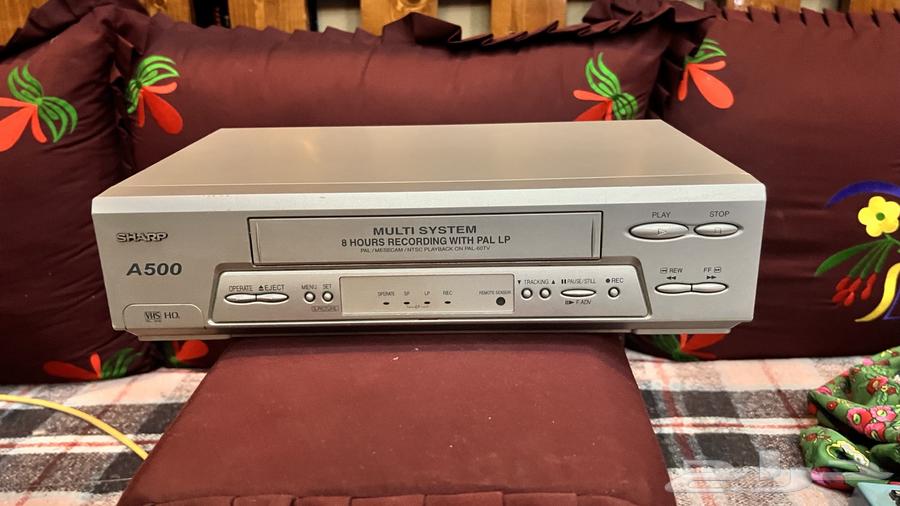 SHARP
A500
VHS HQ
MULTI SYSTEM
8 HOURS RECORDING WITH PAL LP
PAL/MESECAM/NTSC PLAYBACK ON PAL-60TV
PLAY STOP
REW FF
OPERATE EJECT MENU SET
OPERATE SP LP REC REMOTE SENSOR
TRACKING PAUSE/STILL REC
F.ADV
حراج